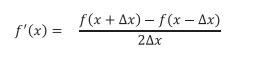 f′(x) = f(x + Δx) − f(x − Δx)
2Δx